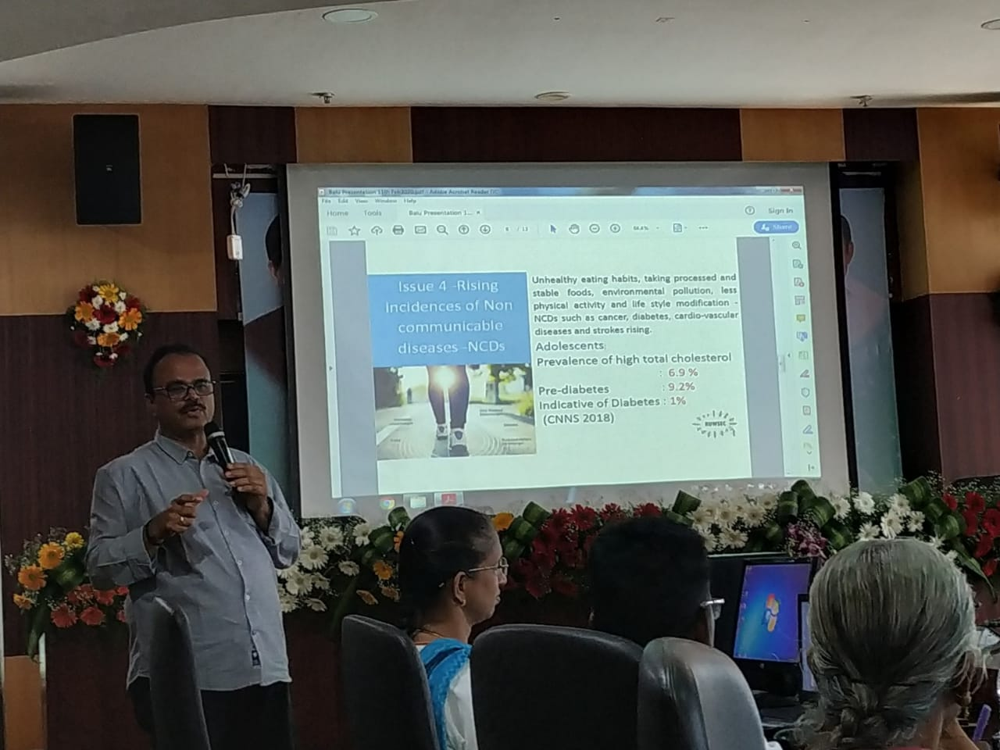 Balu Presentation 11th Feb2020.pdf - Adobe Acrobat Reader DC
File Edit View Window Help
Home Tools Balu Presentation 1... × Sign In
/ 13 Share
Issue 4 -Rising
Incidences of Non
communicable
diseases -NCDs
Unhealthy eating habits, taking processed and
stable foods, environmental pollution, less
physical activity and life style modification -
NCDs such as cancer, diabetes, cardio-vascular
diseases and strokes rising.
Adolescents:
Prevalence of high total cholesterol
: 6.9 %
Pre-diabetes : 9.2%
Indicative of Diabetes : 1%
(CNNS 2018)
RUWSEC